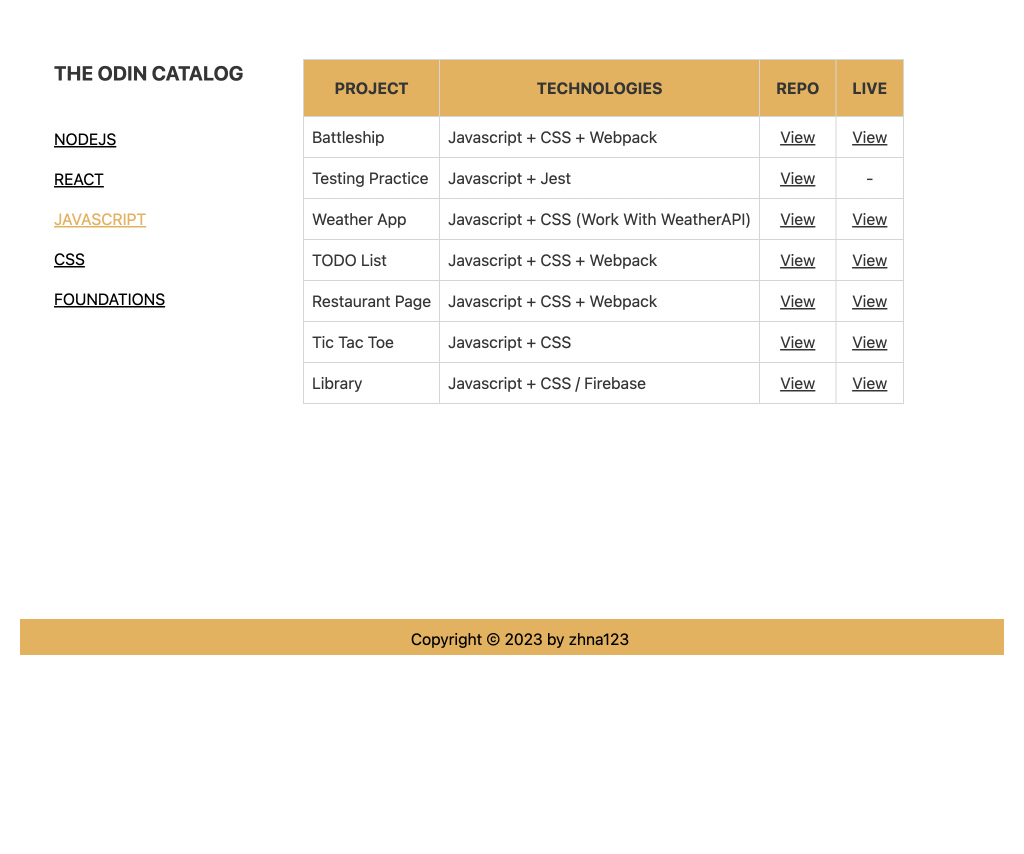 THE ODIN CATALOG
NODEJS
REACT
JAVASCRIPT
CSS
FOUNDATIONS
PROJECT TECHNOLOGIES REPO LIVE
Battleship Javascript + CSS + Webpack View View
Testing Practice Javascript + Jest View -
Weather App Javascript + CSS (Work With WeatherAPI) View View
TODO List Javascript + CSS + Webpack View View
Restaurant Page Javascript + CSS + Webpack View View
Tic Tac Toe Javascript + CSS View View
Library Javascript + CSS / Firebase View View
Copyright © 2023 by zhna123